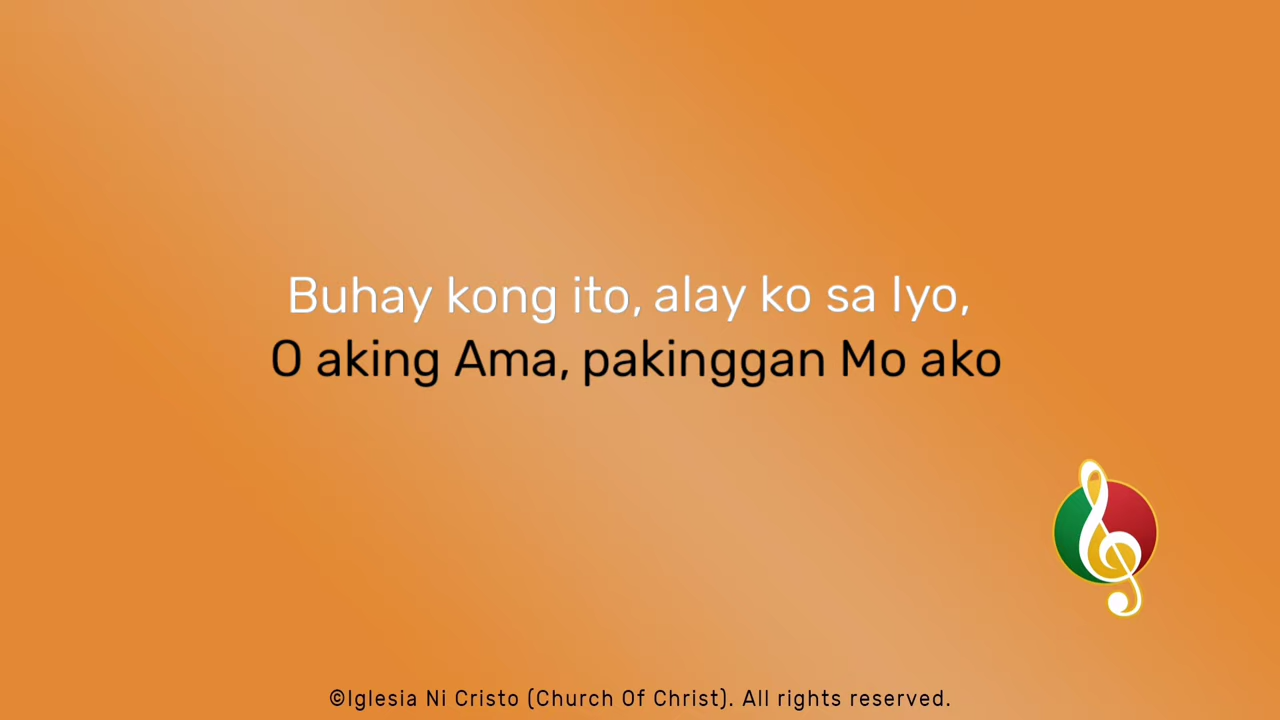 Buhay kong ito, alay ko sa Iyo,
O aking Ama, pakinggan Mo ako
©Iglesia Ni Cristo (Church Of Christ). All rights reserved.